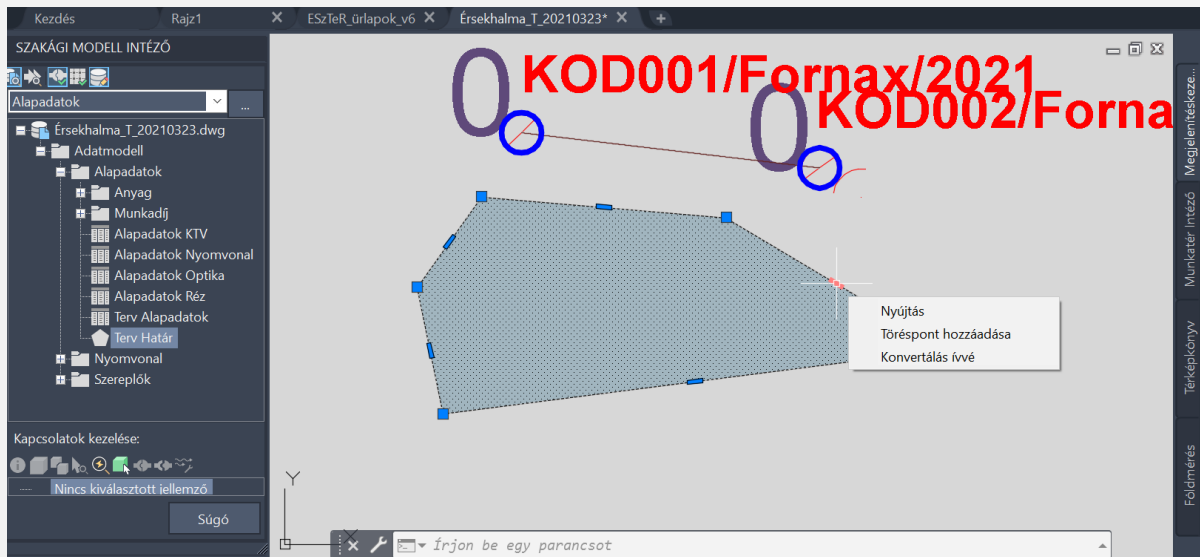 Kezdés
Rajz1
ESzTeR_űrlapok_v6
Érsekhalma_T_20210323*
SZAKÁGI MODELL INTÉZŐ
Alapadatok
...
Érsekhalma_T_20210323.dwg
Adatmodell
Alapadatok
Anyag
Munkadíj
Alapadatok KTV
Alapadatok Nyomvonal
Alapadatok Optika
Alapadatok Réz
Terv Alapadatok
Terv Határ
Nyomvonal
Szereplők
Kapcsolatok kezelése:
Nincs kiválasztott jellemző
Súgó
0
KOD001/Fornax/2021
0
KOD002/Forna
Nyújtás
Töréspont hozzáadása
Konvertálás ívvé
Y
X
Írjon be egy parancsot
Megjelenítéskeze...
Munkatér Intéző
Térképkönyv
Földmérés